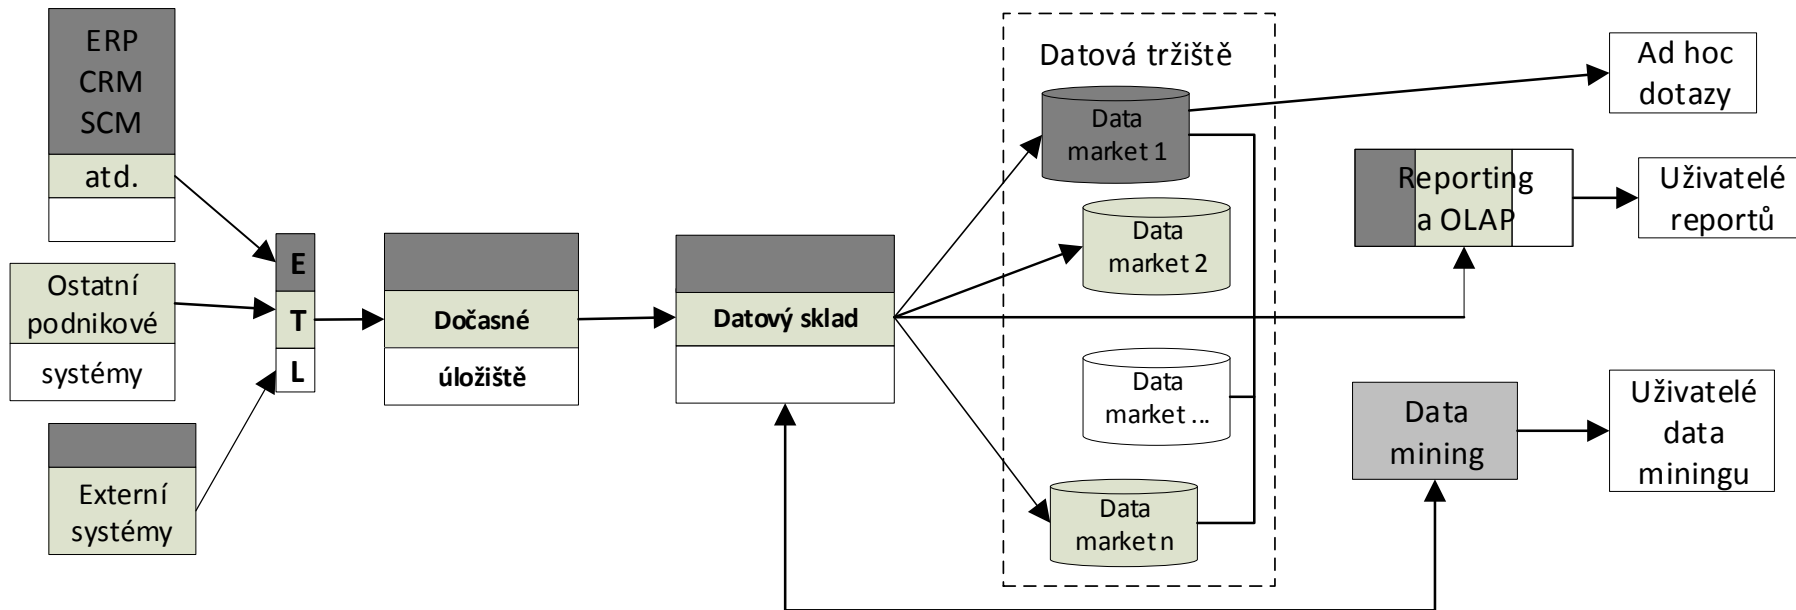 ERP
CRM
SCM
atd.
Ostatní
podnikové
systémy
Externí
systémy
E
T
L
Dočasné
úložiště
Datový sklad
Datová tržiště
Data
market 1
Data
market 2
Data
market ...
Data
market n
Ad hoc
dotazy
Reporting
a OLAP
Uživatelé
reportů
Data
mining
Uživatelé
data
miningu